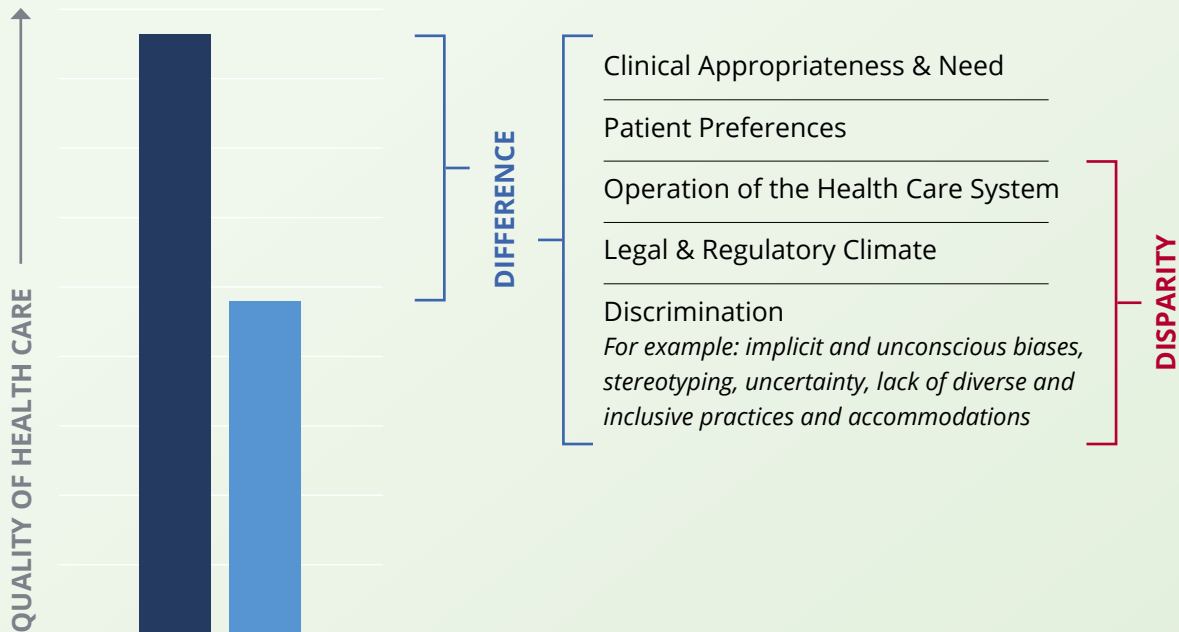 QUALITY OF HEALTH CARE
DIFFERENCE
Clinical Appropriateness & Need
Patient Preferences
Operation of the Health Care System
Legal & Regulatory Climate
Discrimination
For example: implicit and unconscious biases,
stereotyping, uncertainty, lack of diverse and
inclusive practices and accommodations
DISPARITY